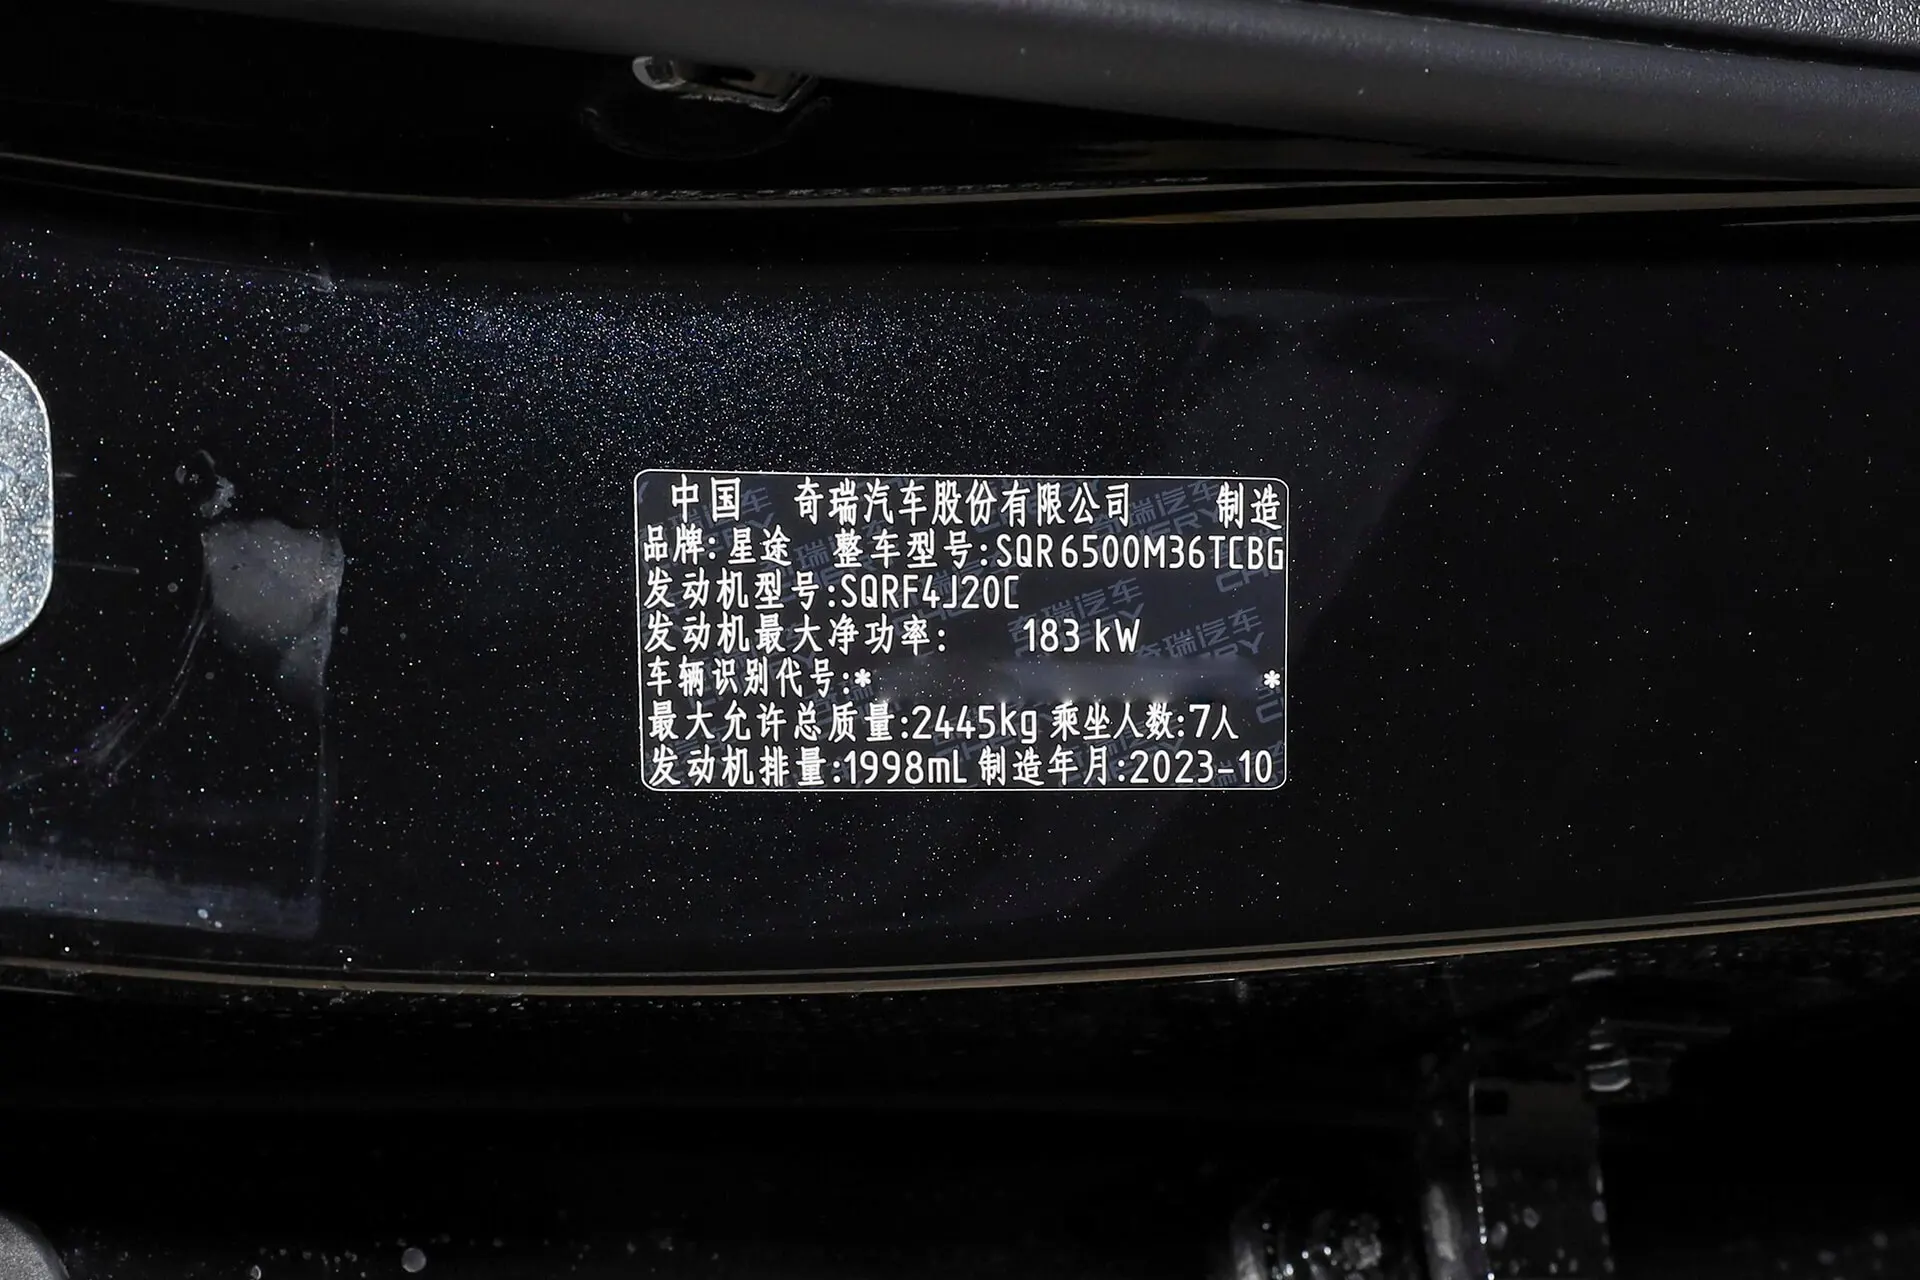 中国 奇瑞汽车股份有限公司 制造
品牌:星途 整车型号:SQR6500M36TCBG
发动机型号:SQRF4J20C
发动机最大净功率: 183 kW
车辆识别代号:* *
最大允许总质量:2445kg 乘坐人数:7人
发动机排量:1998mL 制造年月:2023-10